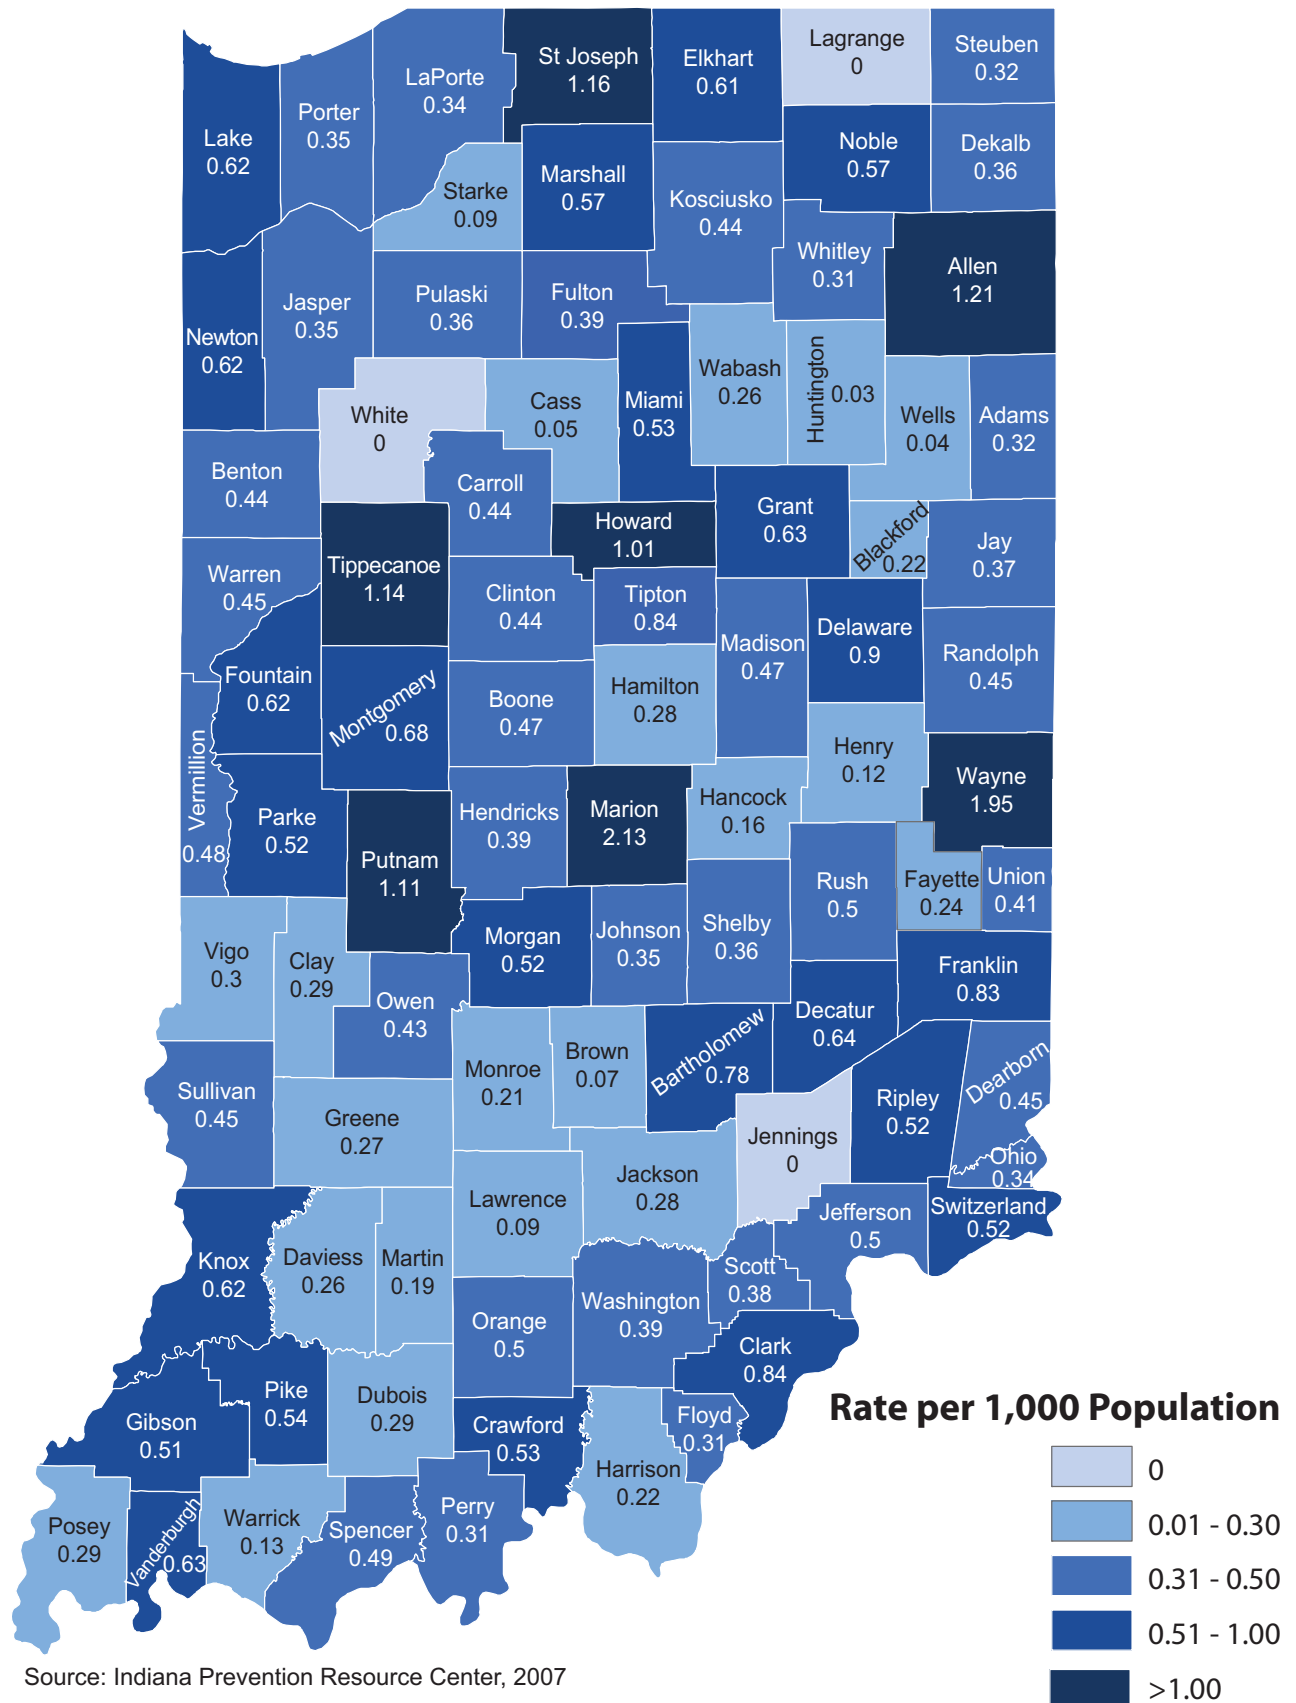 Lagrange
0
Steuben
0.32
St Joseph
1.16
Elkhart
0.61
LaPorte
0.34
Porter
0.35
Lake
0.62
Noble
0.57
Dekalb
0.36
Marshall
0.57
Starke
0.09
Kosciusko
0.44
Whitley
0.31
Allen
1.21
Jasper
0.35
Pulaski
0.36
Fulton
0.39
Newton
0.62
Wabash
0.26
Huntington
0.03
White
0
Cass
0.05
Miami
0.53
Wells
0.04
Adams
0.32
Benton
0.44
Carroll
0.44
Howard
1.01
Grant
0.63
Blackford
0.22
Jay
0.37
Warren
0.45
Tippecanoe
1.14
Clinton
0.44
Tipton
0.84
Madison
0.47
Delaware
0.9
Randolph
0.45
Fountain
0.62
Montgomery
0.68
Boone
0.47
Hamilton
0.28
Henry
0.12
Wayne
1.95
Vermillion
0.48
Parke
0.52
Putnam
1.11
Hendricks
0.39
Marion
2.13
Hancock
0.16
Rush
0.5
Fayette
0.24
Union
0.41
Vigo
0.3
Clay
0.29
Owen
0.43
Morgan
0.52
Johnson
0.35
Shelby
0.36
Franklin
0.83
Decatur
0.64
Sullivan
0.45
Greene
0.27
Monroe
0.21
Brown
0.07
Bartholomew
0.78
Jennings
0
Ripley
0.52
Dearborn
0.45
Ohio
0.34
Switzerland
0.52
Jefferson
0.5
Jackson
0.28
Lawrence
0.09
Knox
0.62
Daviess
0.26
Martin
0.19
Orange
0.5
Washington
0.39
Scott
0.38
Clark
0.84
Floyd
0.31
Gibson
0.51
Pike
0.54
Dubois
0.29
Crawford
0.53
Harrison
0.22
Posey
0.29
Vanderburgh
0.63
Warrick
0.13
Spencer
0.49
Perry
0.31
Rate per 1,000 Population
0
0.01 - 0.30
0.31 - 0.50
0.51 - 1.00
>1.00
Source: Indiana Prevention Resource Center, 2007